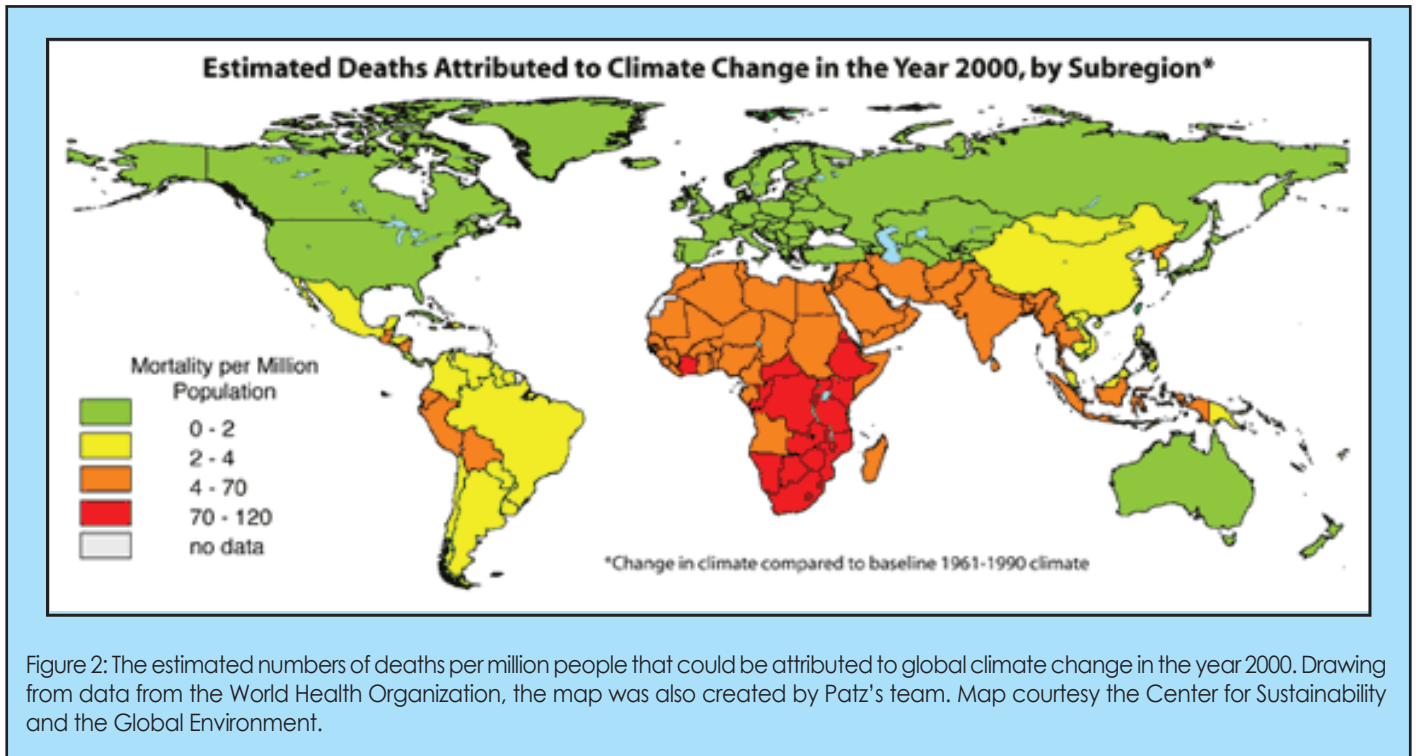 Estimated Deaths Attributed to Climate Change in the Year 2000, by Subregion*
Mortality per Million
Population
0 - 2
2 - 4
4 - 70
70 - 120
no data
*Change in climate compared to baseline 1961-1990 climate
Figure 2: The estimated numbers of deaths per million people that could be attributed to global climate change in the year 2000. Drawing
from data from the World Health Organization, the map was also created by Patz's team. Map courtesy the Center for Sustainability
and the Global Environment.